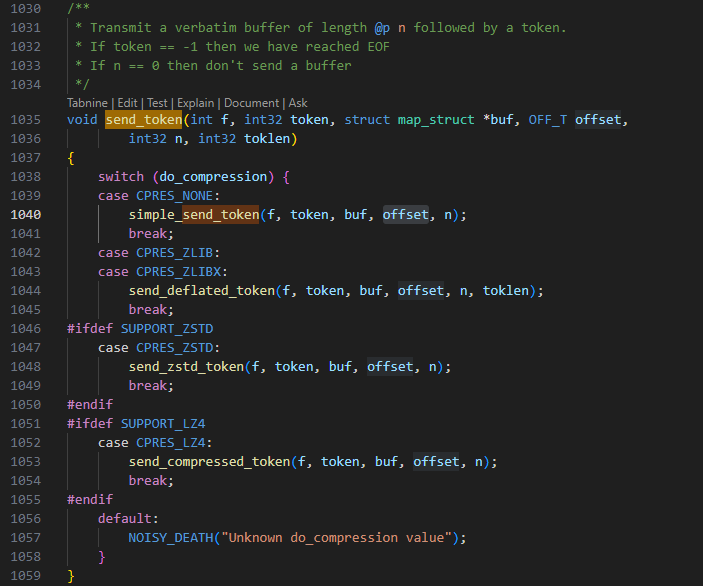 1030 /**
1031  * Transmit a verbatim buffer of length @p n followed by a token.
1032  * If token == -1 then we have reached EOF
1033  * If n == 0 then don't send a buffer
1034  */
Tabnine | Edit | Test | Explain | Document | Ask
1035 void send_token(int f, int32 token, struct map_struct *buf, OFF_T offset,
1036         int32 n, int32 toklen)
1037 {
1038     switch (do_compression) {
1039     case CPRES_NONE:
1040         simple_send_token(f, token, buf, offset, n);
1041         break;
1042     case CPRES_ZLIB:
1043     case CPRES_ZLIBX:
1044         send_deflated_token(f, token, buf, offset, n, toklen);
1045         break;
1046 #ifdef SUPPORT_ZSTD
1047     case CPRES_ZSTD:
1048         send_zstd_token(f, token, buf, offset, n);
1049         break;
1050 #endif
1051 #ifdef SUPPORT_LZ4
1052     case CPRES_LZ4:
1053         send_compressed_token(f, token, buf, offset, n);
1054         break;
1055 #endif
1056     default:
1057         NOISY_DEATH("Unknown do_compression value");
1058     }
1059 }